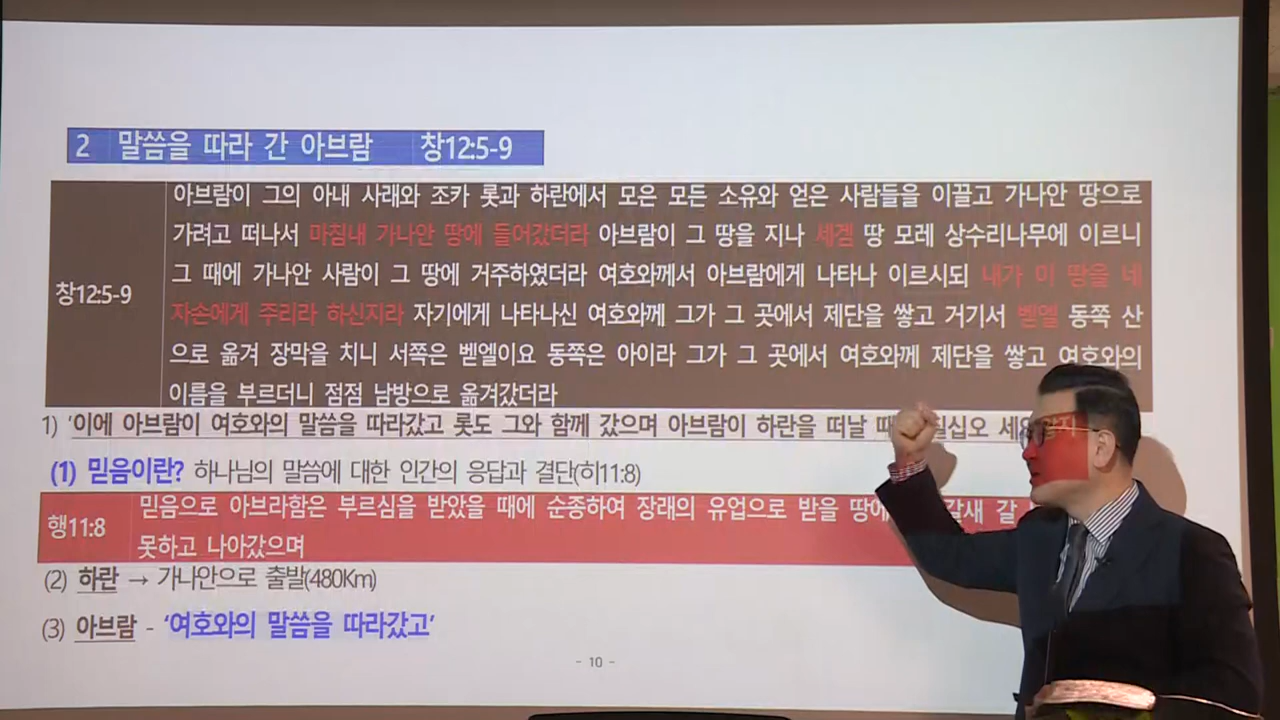 2 말씀을 따라 간 아브람 창12:5-9
창12:5-9
아브람이 그의 아내 사래와 조카 롯과 하란에서 모은 모든 소유와 얻은 사람들을 이끌고 가나안 땅으로
가려고 떠나서 마침내 가나안 땅에 들어갔더라 아브람이 그 땅을 지나 세겜 땅 모레 상수리나무에 이르니
그 때에 가나안 사람이 그 땅에 거주하였더라 여호와께서 아브람에게 나타나 이르시되 내가 이 땅을 네
자손에게 주리라 하신지라 자기에게 나타나신 여호와께 그가 그 곳에서 제단을 쌓고 거기서 벧엘 동쪽 산
으로 옮겨 장막을 치니 서쪽은 벧엘이요 동쪽은 아이라 그가 그 곳에서 여호와께 제단을 쌓고 여호와의
이름을 부르더니 점점 남방으로 옮겨갔더라
1) '이에 아브람이 여호와의 말씀을 따라갔고 롯도 그와 함께 갔으며 아브람이 하란을 떠날
(1) 믿음이란? 하나님의 말씀에 대한 인간의 응답과 결단(히11:8)
행11:8
믿음으로 아브라함은 부르심을 받았을 때에 순종하여 장래의 유업으로 받을 갈
못하고 나아갔으며
(2) 하란 → 가나안으로 출발(480Km)
(3) 아브람 - '여호와의 말씀을 따라갔고'
- 10 -